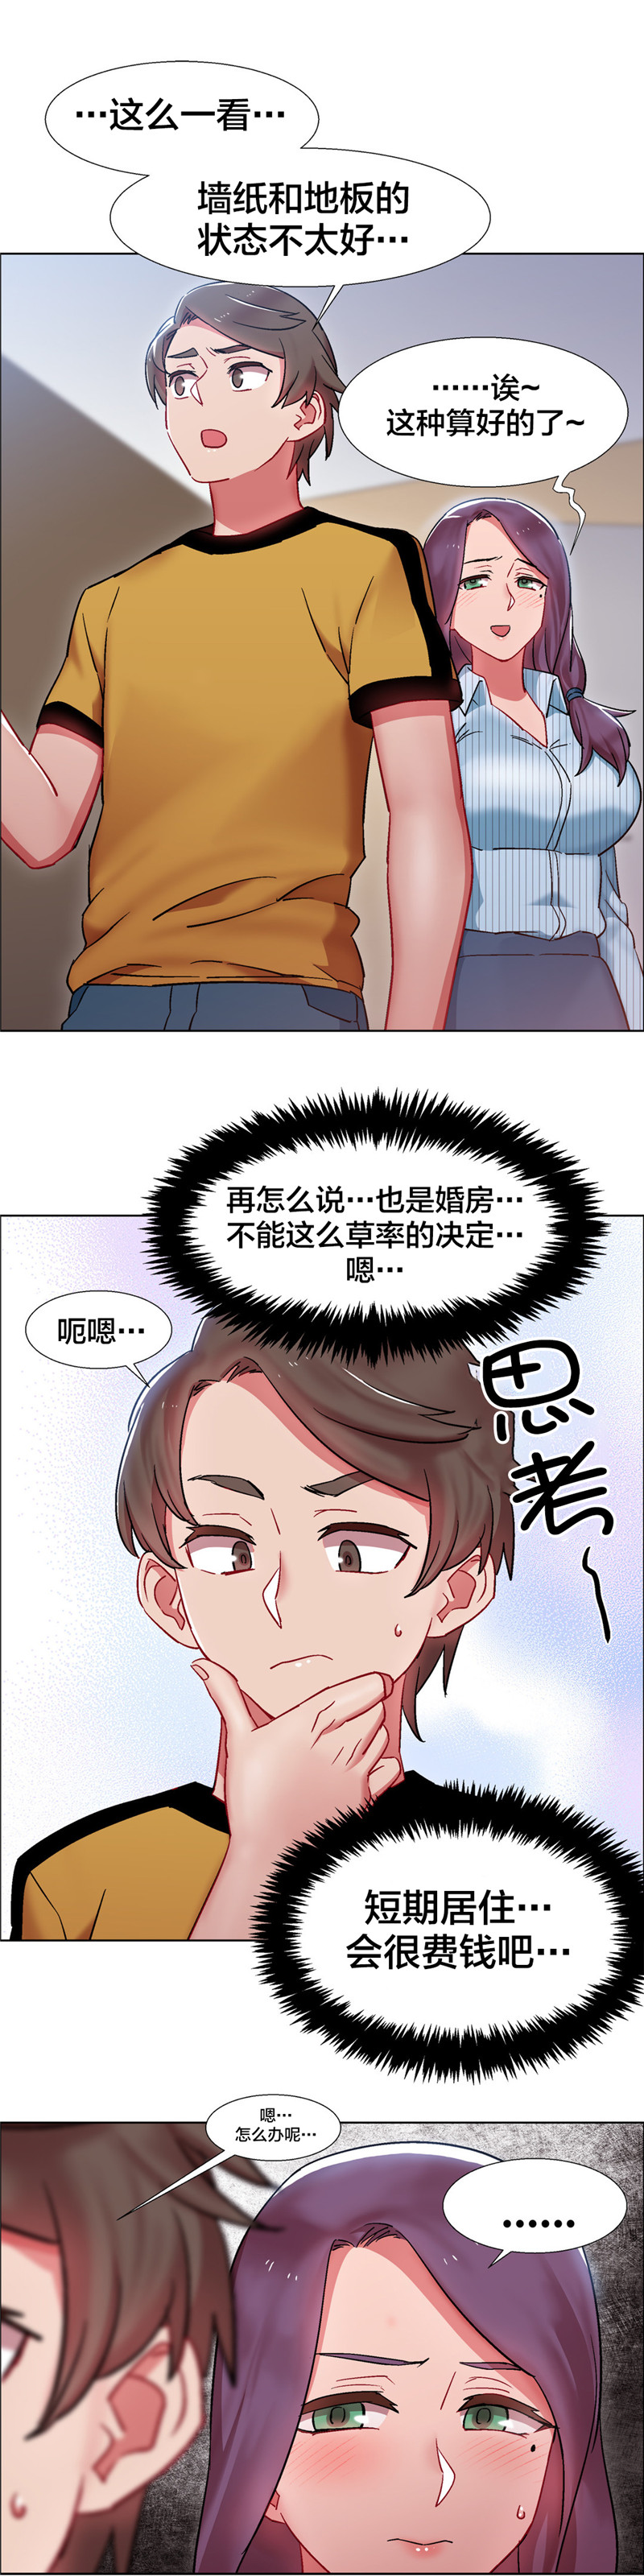 …这么一看…
墙纸和地板的
状态不太好…
……诶~
这种算好的了~
再怎么说…也是婚房…
不能这么草率的决定…
嗯…
呃嗯…
思考~
短期居住…
会很费钱吧…
嗯…
怎么办呢…
……